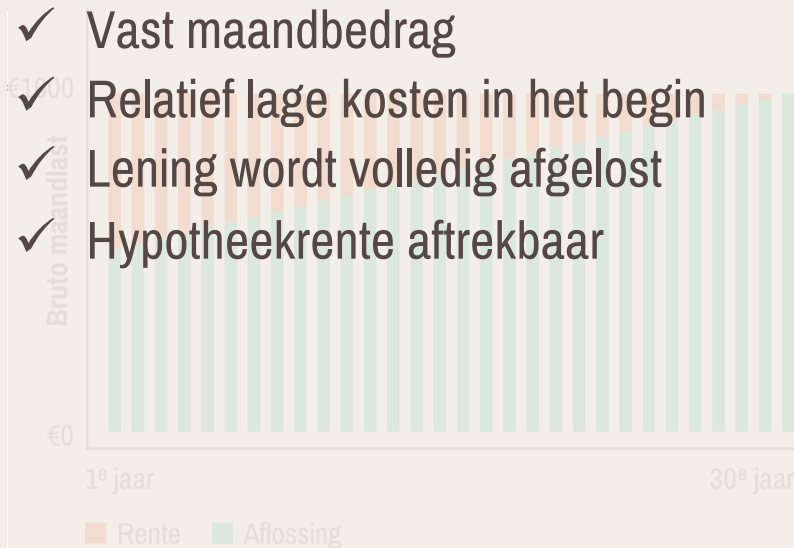 ✓ Vast maandbedrag
€1000
✓ Relatief lage kosten in het begin
✓ Lening wordt volledig afgelost
✓ Hypotheekrente aftrekbaar
Bruto maandlast
€0
1e jaar
30e jaar
Rente
Aflossing